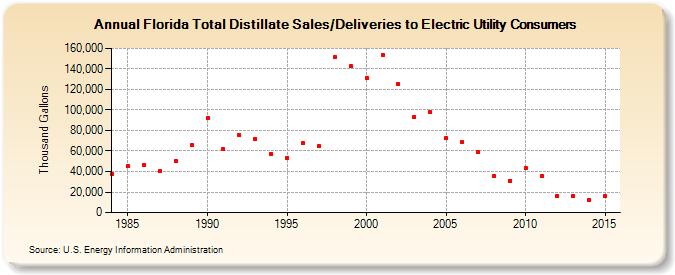 Annual Florida Total Distillate Sales/Deliveries to Electric Utility Consumers
Thousand Gallons
160,000
140,000
120,000
100,000
80,000
60,000
40,000
20,000
0
1985 1990 1995 2000 2005 2010 2015
Source: U.S. Energy Information Administration